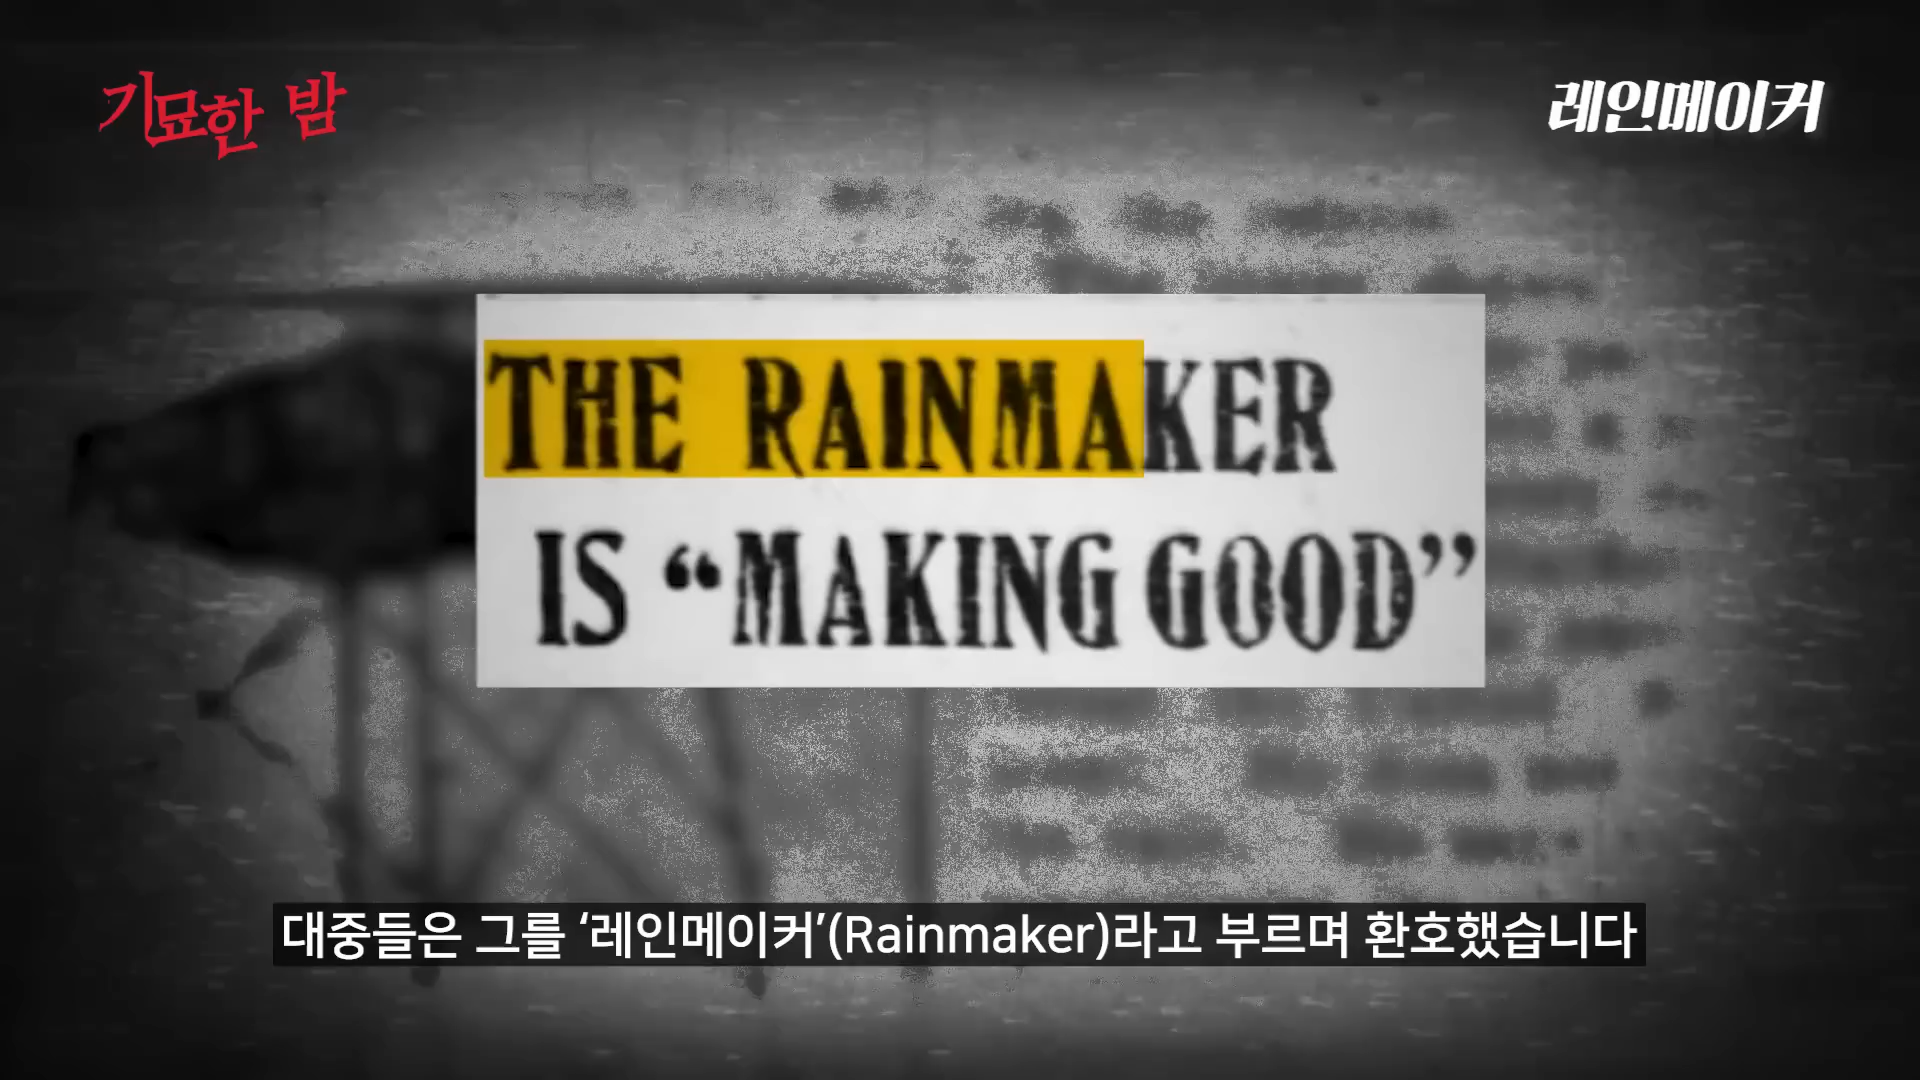 기묘한 밤
레인메이커
THE RAINMAKER
IS “MAKING GOOD”
대중들은 그를 ‘레인메이커’(Rainmaker)라고 부르며 환호했습니다